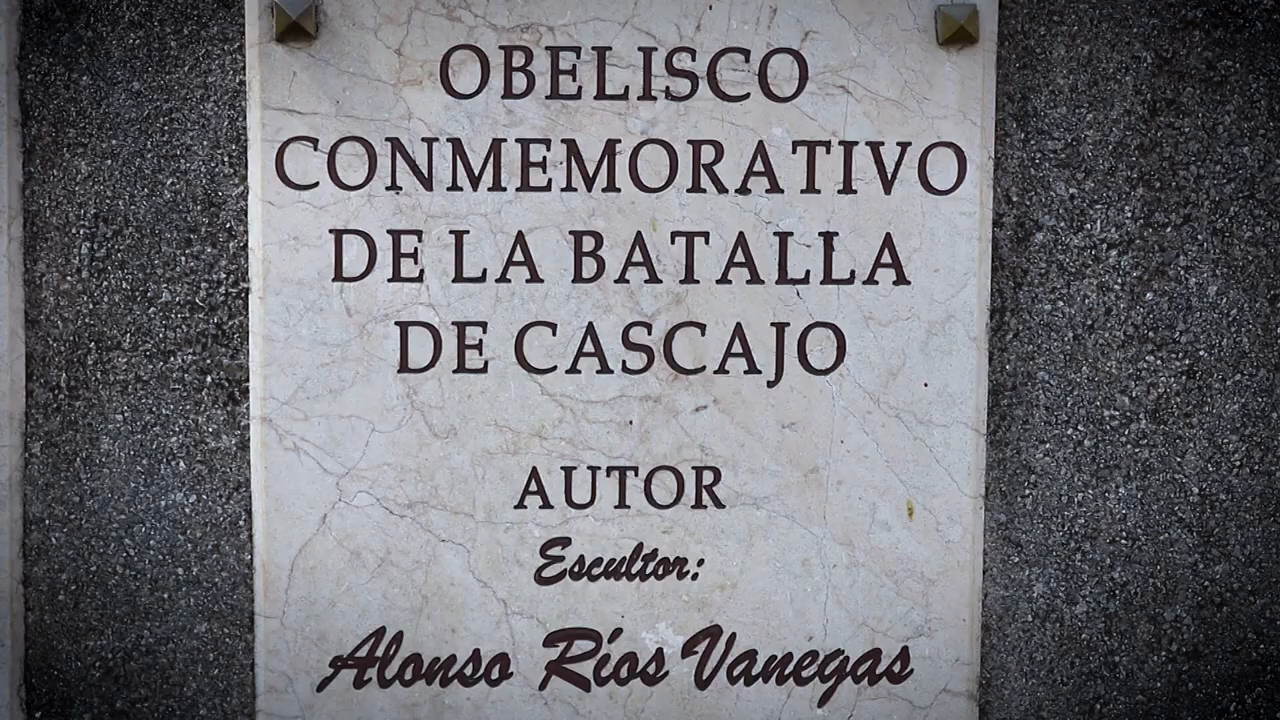 OBELISCO
CONMEMORATIVO
DE LA BATALLA
DE CASCAJO
AUTOR
Escultor:
Alonso Ríos Vanegas